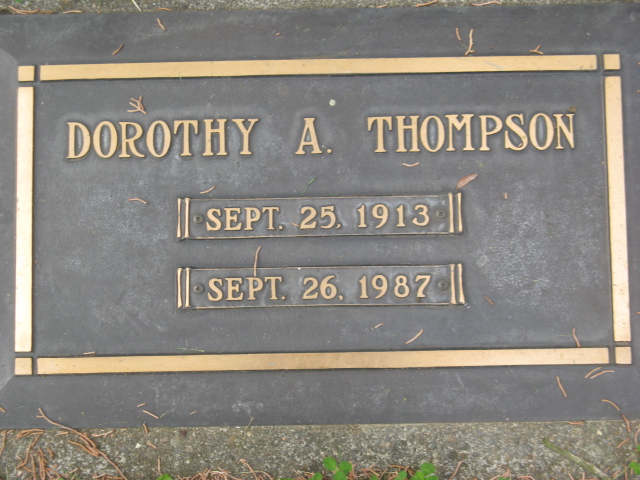 DOROTHY A. THOMPSON
SEPT. 25, 1913
SEPT. 26, 1987